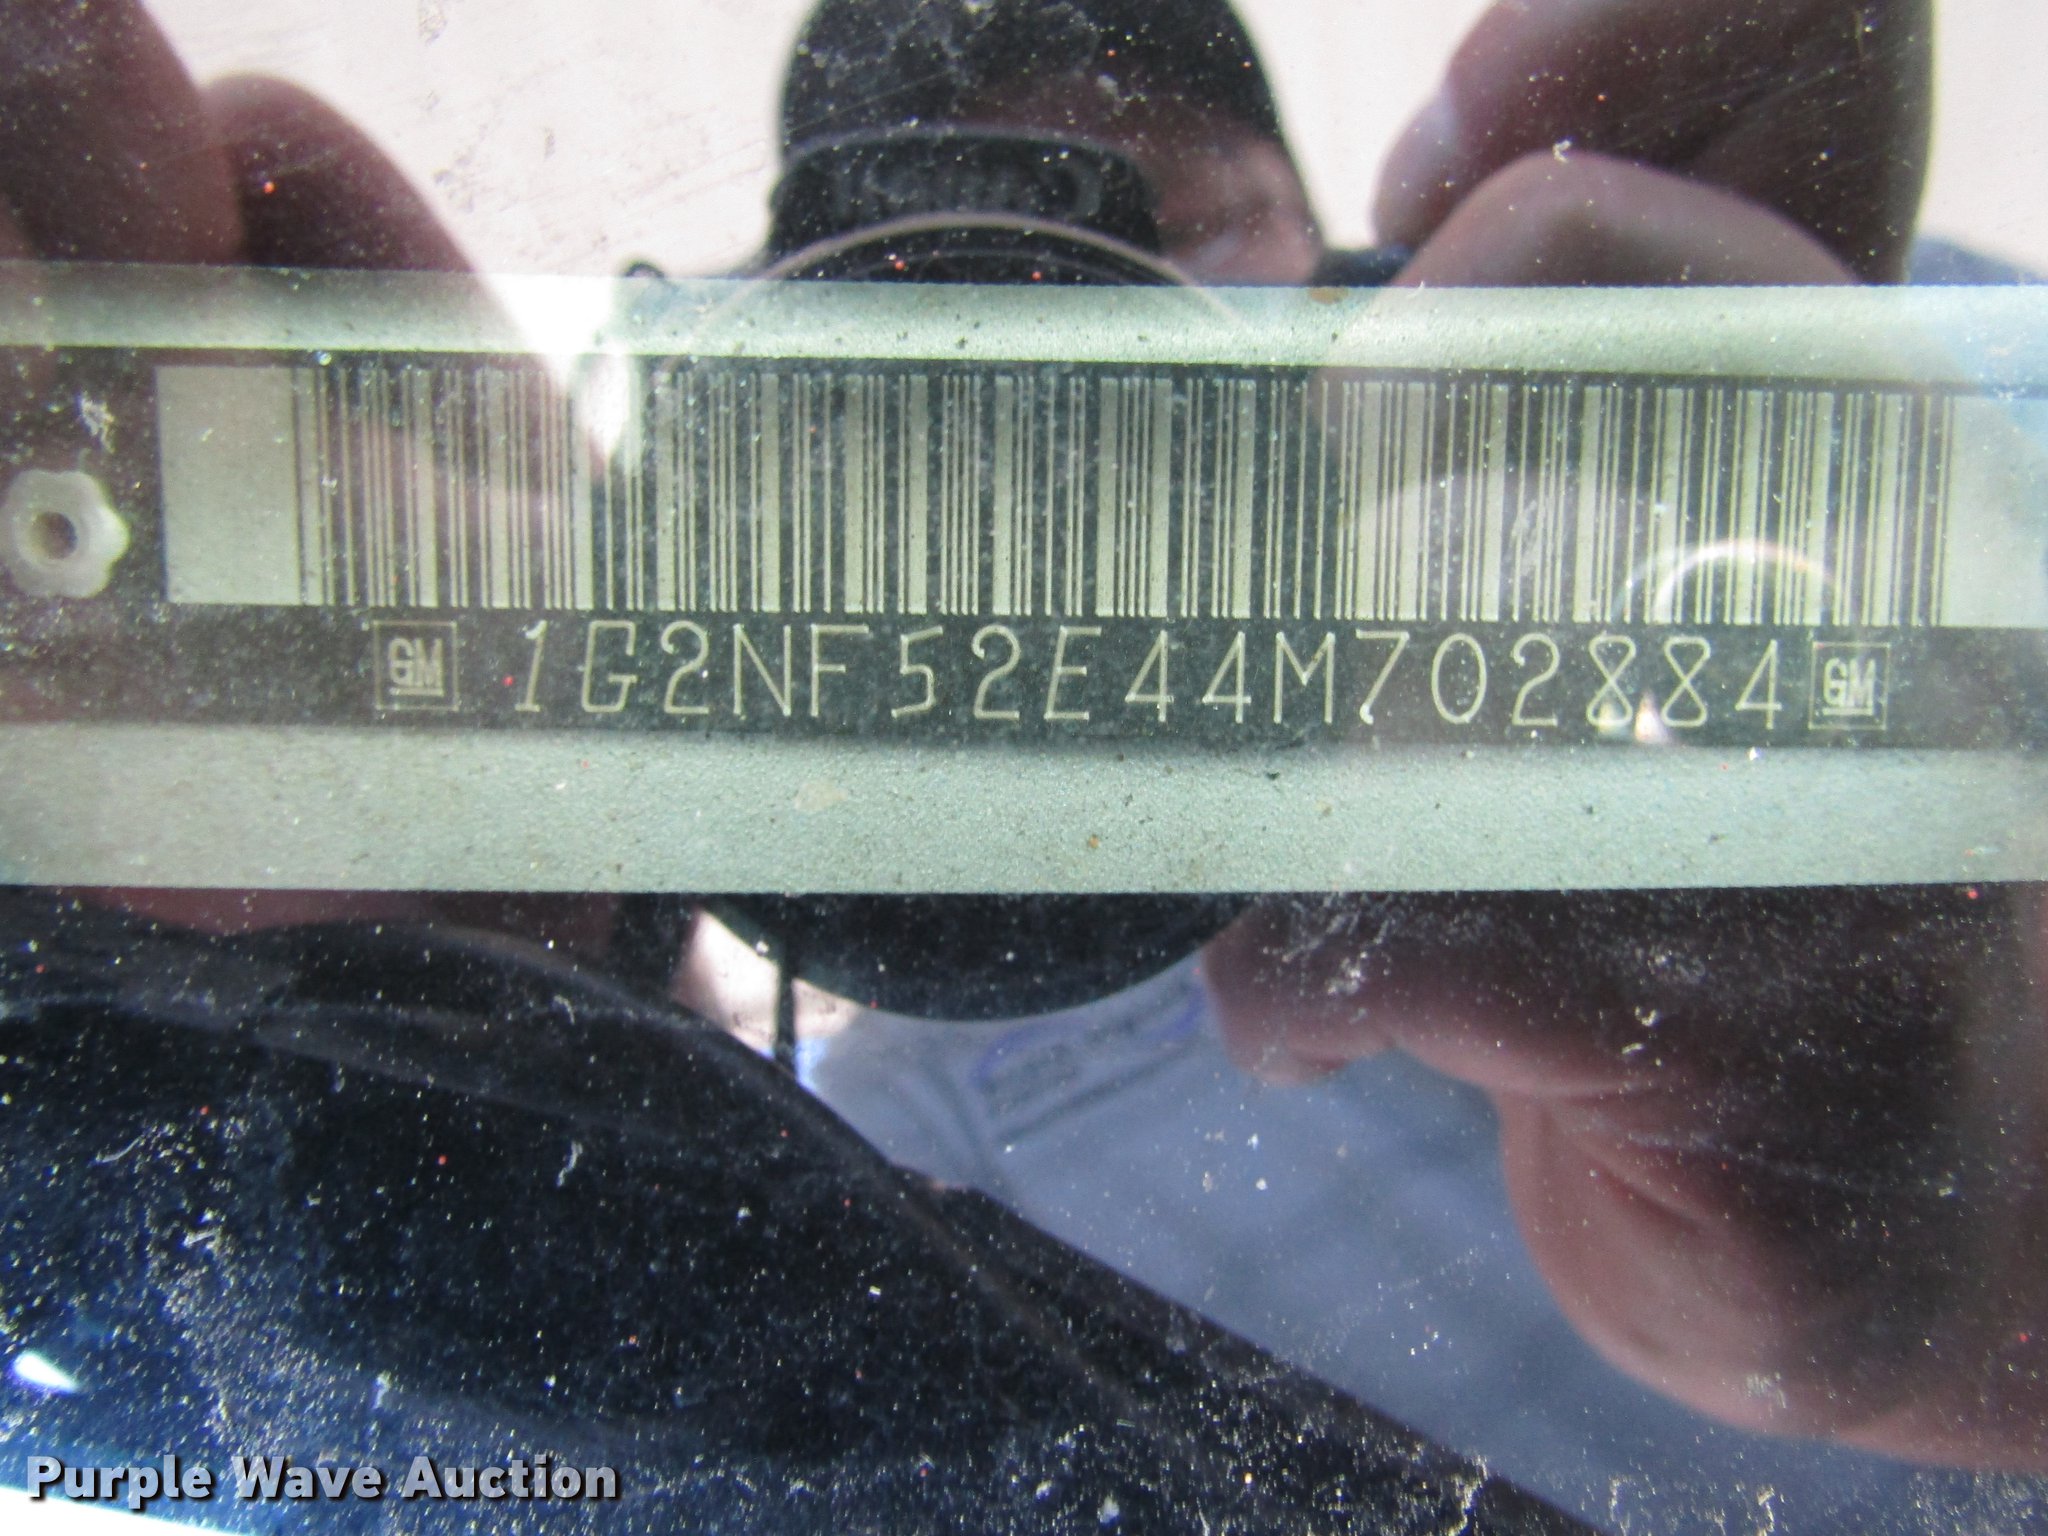 GM 1G2NF52E44M702884 GM
Purple Wave Auction